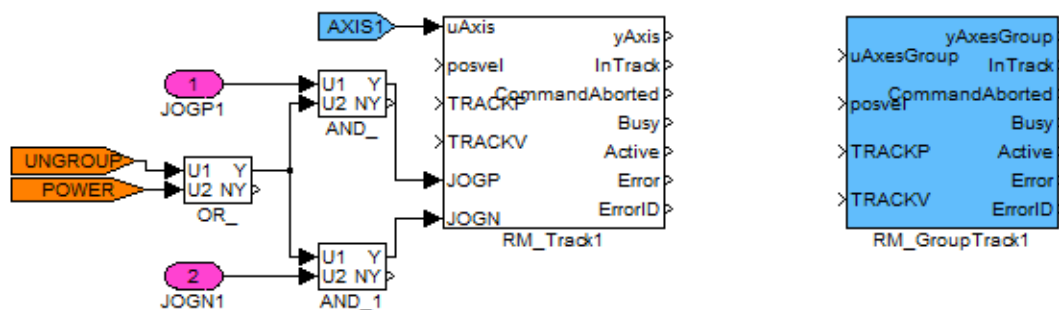 AXIS1
uAxis
posvel
TRACKP
TRACKV
JOGP
JOGN
yAxis
InTrack
CommandAborted
Busy
Active
Error
ErrorID
RM_Track1
uAxesGroup
posvel
TRACKP
TRACKV
yAxesGroup
InTrack
CommandAborted
Busy
Active
Error
ErrorID
RM_GroupTrack1
1
JOGP1
U1 Y
U2 NY
AND_
UNGROUP
POWER
U1 Y
U2 NY
OR_
2
JOGN1
U1 Y
U2 NY
AND_1